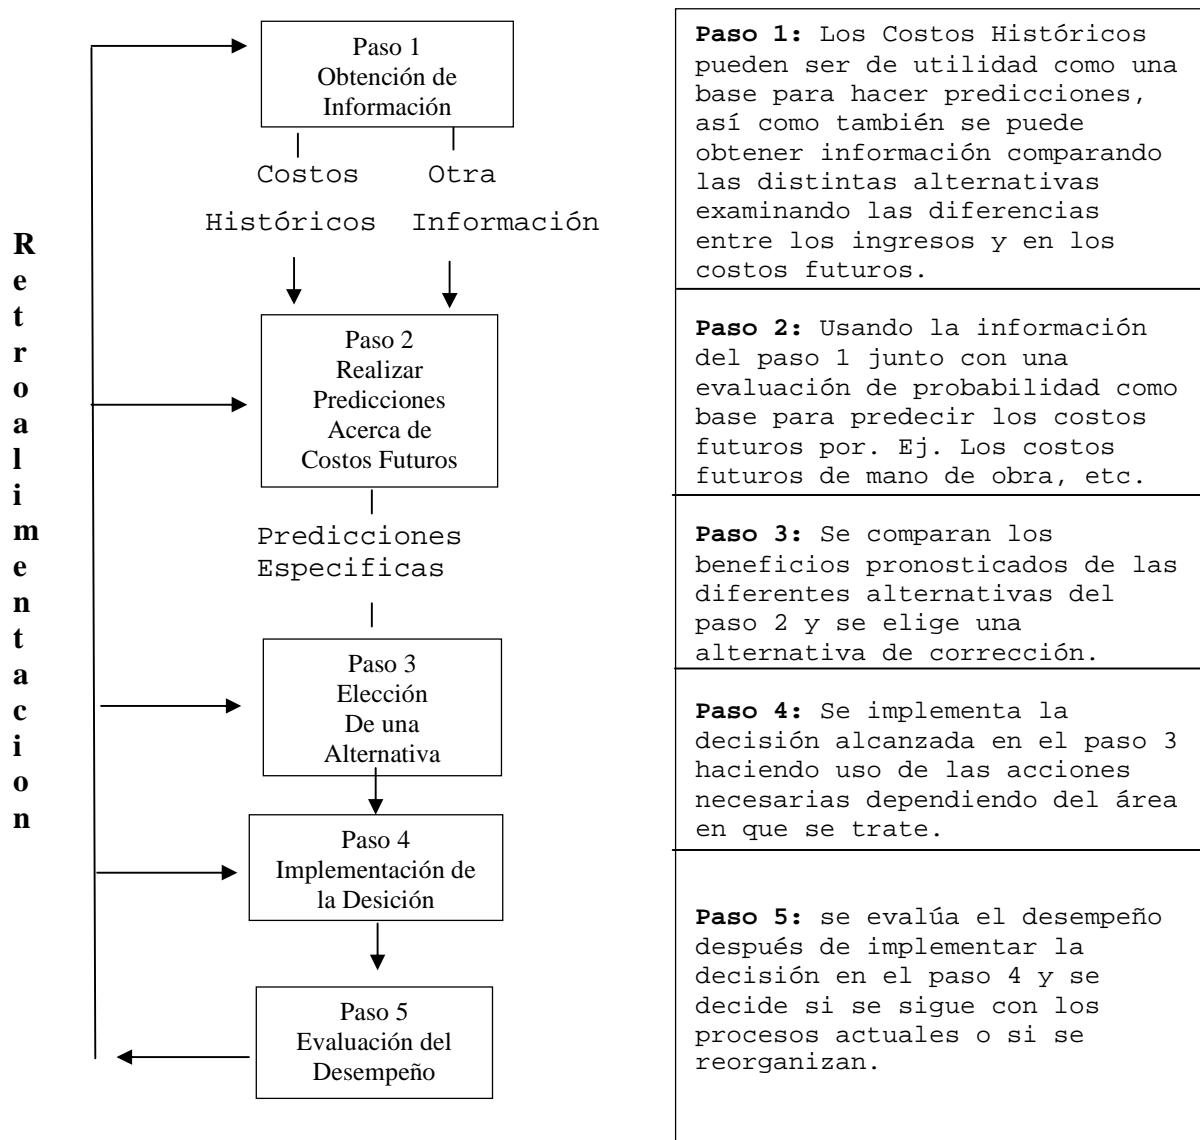 Retroalimentacion
Paso 1
Obtención de
Información
Costos Otra
Históricos Información
Paso 2
Realizar
Predicciones
Acerca de
Costos Futuros
Predicciones
Especificas
Paso 3
Elección
De una
Alternativa
Paso 4
Implementación de
la Desición
Paso 5
Evaluación del
Desempeño
Paso 1: Los Costos Históricos
pueden ser de utilidad como una
base para hacer predicciones,
así como también se puede
obtener información comparando
las distintas alternativas
examinando las diferencias
entre los ingresos y en los
costos futuros.
Paso 2: Usando la información
del paso 1 junto con una
evaluación de probabilidad como
base para predecir los costos
futuros por. Ej. Los costos
futuros de mano de obra, etc.
Paso 3: Se comparan los
beneficios pronosticados de las
diferentes alternativas del
paso 2 y se elige una
alternativa de corrección.
Paso 4: Se implementa la
decisión alcanzada en el paso 3
haciendo uso de las acciones
necesarias dependiendo del área
en que se trate.
Paso 5: se evalúa el desempeño
después de implementar la
decisión en el paso 4 y se
decide si se sigue con los
procesos actuales o si se
reorganizan.